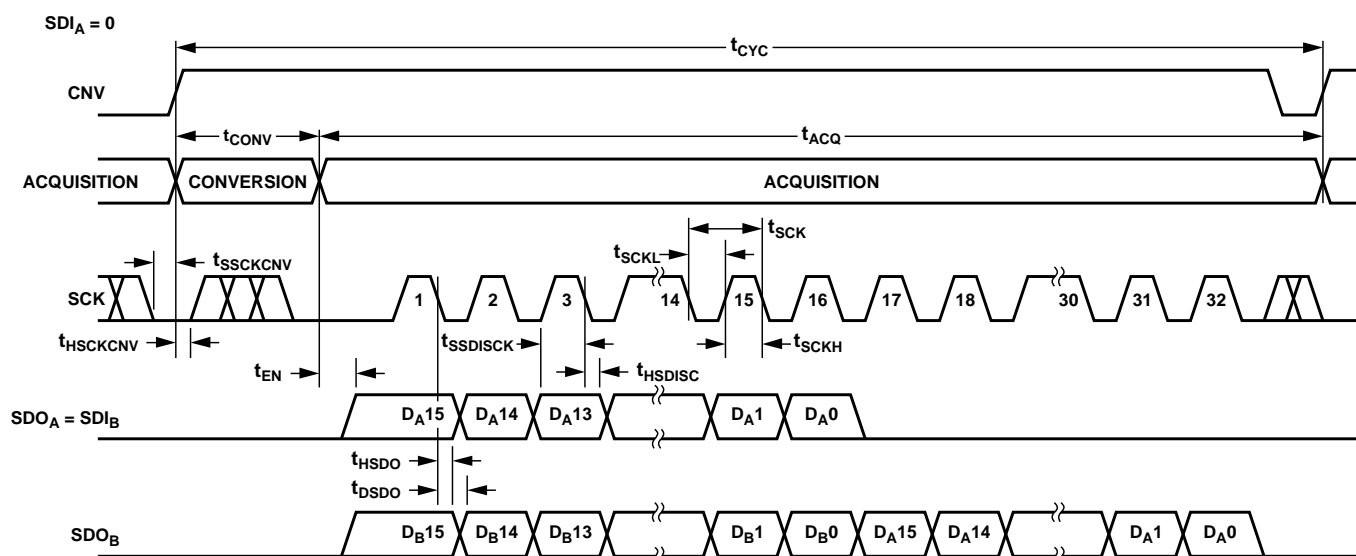 SDIA = 0
tCYC
CNV
tCONV
tACQ
ACQUISITION CONVERSION ACQUISITION
tSCK
tSCKL
tSSCKCNV
SCK 1 2 3 14 15 16 17 18 30 31 32
tHSCKCNV
tSSDISCK
tSCKH
tEN
tHSDISC
SDOA = SDIB DA15 DA14 DA13 DA1 DA0
tHSDO
tDSDO
SDOB DB15 DB14 DB13 DB1 DB0 DA15 DA14 DA1 DA0